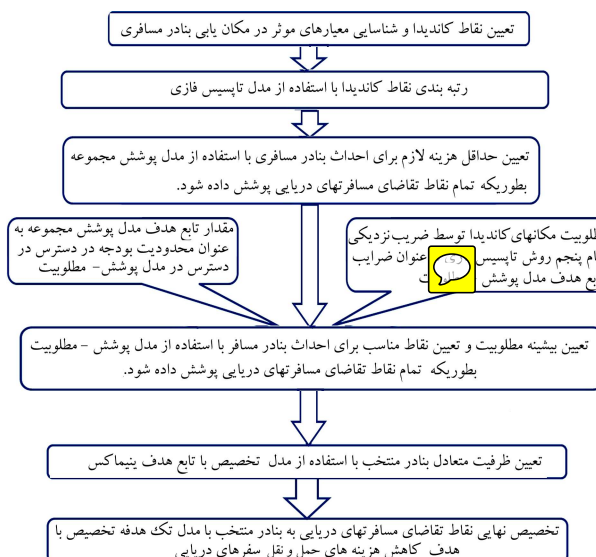 تعیین نقاط کاندیدا و شناسایی معیارهای موثر در مکان یابی بنادر مسافری
رتبه بندی نقاط کاندیدا با استفاده از مدل تاپسیس فازی
تعیین حداقل هزینه لازم برای احداث بنادر مسافری با استفاده از مدل پوشش مجموعه
بطوریکه تمام نقاط تقاضای مسافرتهای دریایی پوشش داده شود.
مقدار تابع هدف مدل پوشش مجموعه به
عنوان محدودیت بودجه در دسترس در
دسترس در مدل پوشش- مطلوبیت
مکانهای کاندیدا توسط ضریب نزدیکی
پنجم روش تاپسیس عنوان ضرایب
هدف مدل پوشش
تعیین بیشینه مطلوبیت و تعیین نقاط مناسب برای احداث بنادر مسافر با استفاده از مدل پوشش – مطلوبیت
بطوریکه تمام نقاط تقاضای مسافرتهای دریایی پوشش داده شود.
تعیین ظرفیت متعادل بنادر منتخب با استفاده از مدل تخصیص با تابع هدف ینیماکس
تخصیص نهایی نقاط تقاضای مسافرتهای دریایی به بنادر منتخب با مدل تک هدفه تخصیص با
هدف کاهش هزینه های حمل و نقل سفرهای دریایی